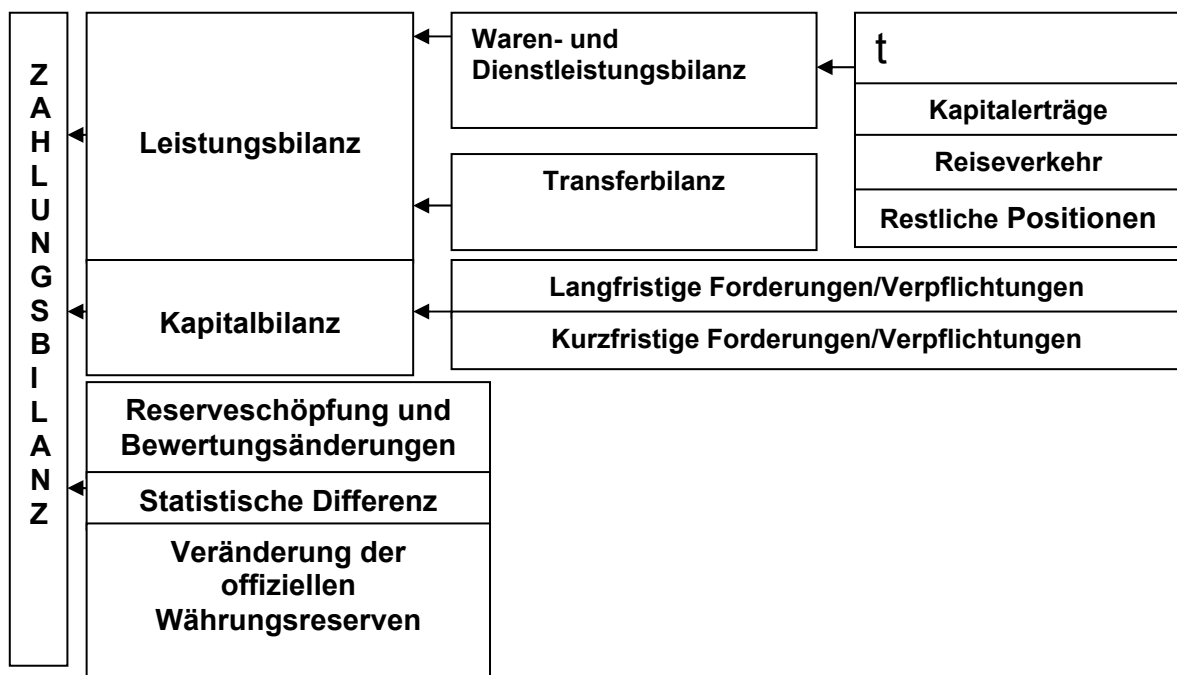 ZAHLUNGSBILANZ
Leistungsbilanz
Waren- und
Dienstleistungsbilanz
t
Kapitalerträge
Reiseverkehr
Restliche Positionen
Transferbilanz
Kapitalbilanz
Langfristige Forderungen/Verpflichtungen
Kurzfristige Forderungen/Verpflichtungen
Reserveschöpfung und
Bewertungsänderungen
Statistische Differenz
Veränderung der
offiziellen
Währungsreserven